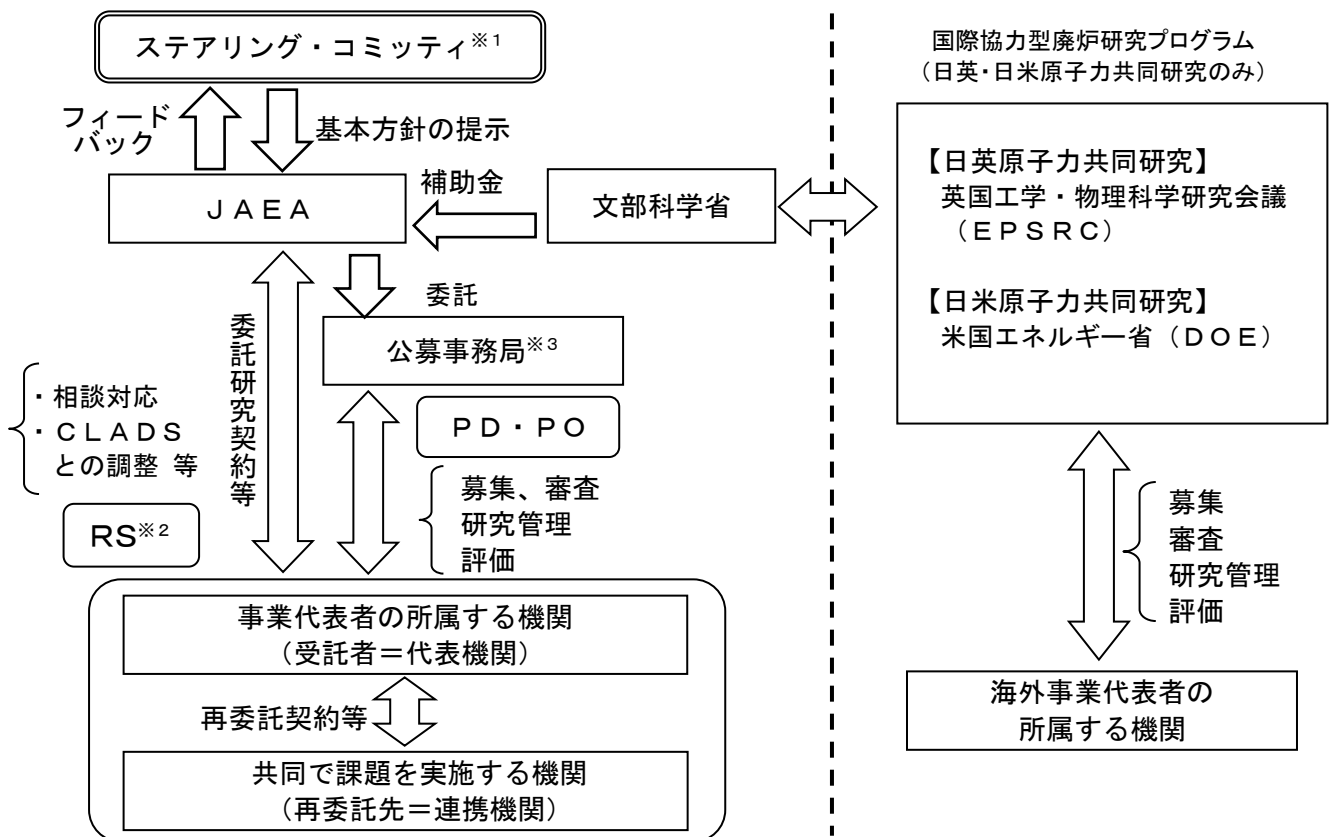 ステアリング・コミッティ※1
フィード
バック
基本方針の提示
JAEA
補助金
文部科学省
委託
公募事務局※3
委託研究契約等
・相談対応
・CLADS
との調整 等
RS※2
PD・PO
募集、審査
研究管理
評価
事業代表者の所属する機関
(受託者=代表機関)
再委託契約等
共同で課題を実施する機関
(再委託先=連携機関)
国際協力型廃炉研究プログラム
(日英・日米原子力共同研究のみ)
【日英原子力共同研究】
英国工学・物理科学研究会議
(EPSRC)
【日米原子力共同研究】
米国エネルギー省(DOE)
募集
審査
研究管理
評価
海外事業代表者の
所属する機関